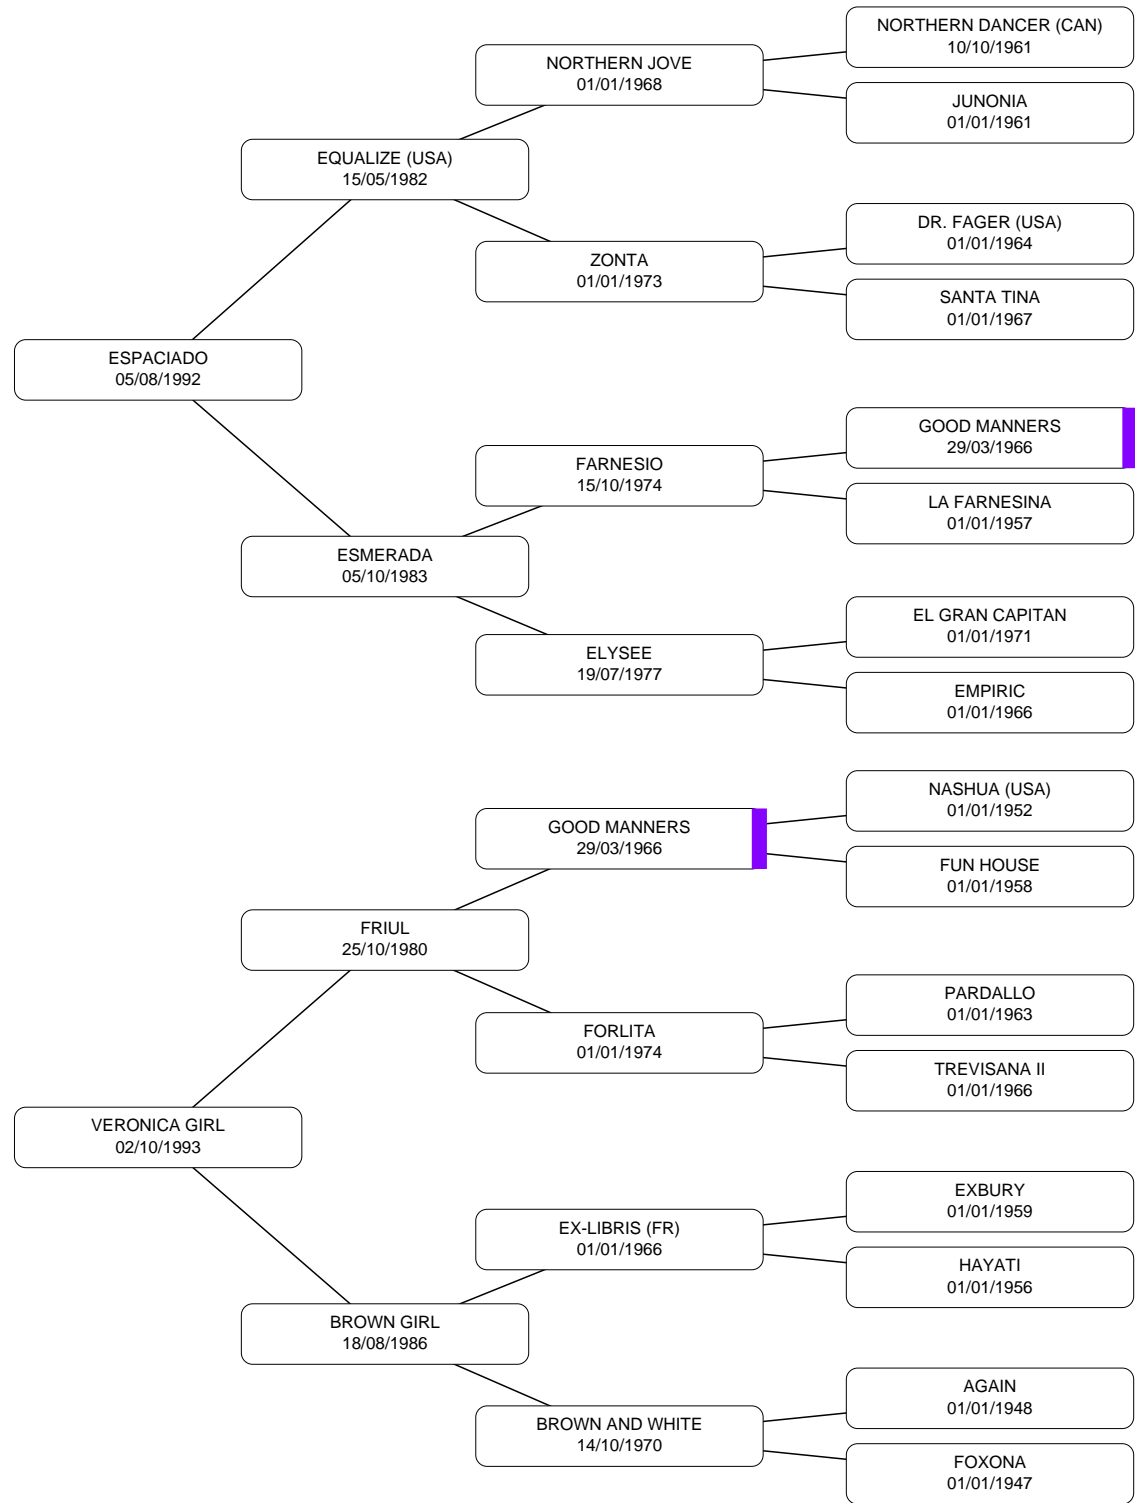 NORTHERN DANCER (CAN)
10/10/1961
NORTHERN JOVE
01/01/1968
JUNONIA
01/01/1961
EQUALIZE (USA)
15/05/1982
DR. FAGER (USA)
01/01/1964
ZONTA
01/01/1973
SANTA TINA
01/01/1967
ESPACIADO
05/08/1992
GOOD MANNERS
29/03/1966
FARNESIO
15/10/1974
LA FARNESINA
01/01/1957
ESMERADA
05/10/1983
EL GRAN CAPITAN
01/01/1971
ELYSEE
19/07/1977
EMPIRIC
01/01/1966
NASHUA (USA)
01/01/1952
GOOD MANNERS
29/03/1966
FUN HOUSE
01/01/1958
FRIUL
25/10/1980
PARDALLO
01/01/1963
FORLITA
01/01/1974
TREVISANA II
01/01/1966
VERONICA GIRL
02/10/1993
EXBURY
01/01/1959
EX-LIBRIS (FR)
01/01/1966
HAYATI
01/01/1956
BROWN GIRL
18/08/1986
AGAIN
01/01/1948
BROWN AND WHITE
14/10/1970
FOXONA
01/01/1947